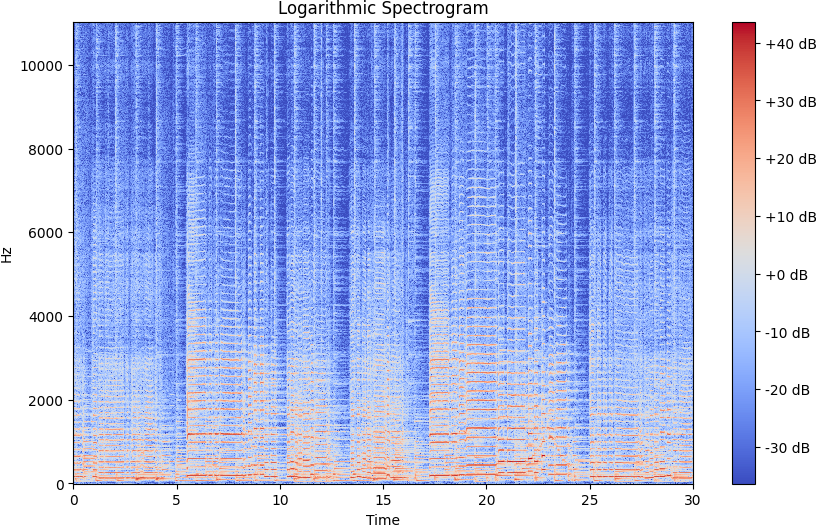 Logarithmic Spectrogram
Hz
10000
8000
6000
4000
2000
0
0 5 10 15 20 25 30
Time
+40 dB
+30 dB
+20 dB
+10 dB
+0 dB
-10 dB
-20 dB
-30 dB